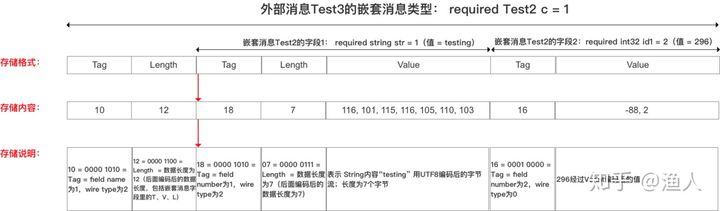 外部消息Test3的嵌套消息类型： required Test2 c = 1
嵌套消息Test2的字段1： required string str = 1（值 = testing）
嵌套消息Test2的字段2：required int32 id1 = 2（值 = 296）
存储格式：
Tag
Length
Tag
Length
Value
Tag
Value
存储内容：
10
12
18
7
116, 101, 115, 116, 105, 110, 103
16
-88, 2
存储说明：
10 = 0000 1010 =
Tag = field name
为1，wire type为2
12 = 0000 1100 =
Length = 数据长度为
12（后面编码后的数据长
度，包括嵌套消息字段
里的T、V、L）
18 = 0000 1010 =
Tag = field
number为1，wire
type为2
07 = 0000 0111 =
Length = 数据长度
为7（后面编码后的
数据长度为7）
表示 String内容“testing” 用UTF8编码后的字节
流；长度为7个字节
16 = 0001 0000 =
Tag = field
number为2，wire
type为0
296经过V
的值
知乎 @渔人